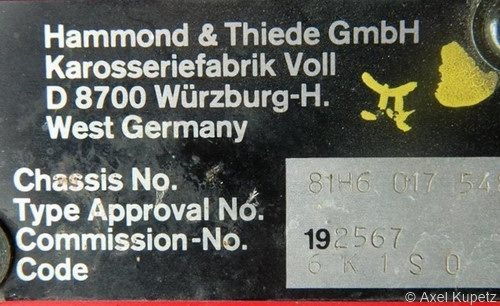 Hammond & Thiede GmbH
Karosseriefabrik Voll
D 8700 Würzburg-H.
West Germany
Chassis No. 81H6 017 54
Type Approval No.
Commission-No. 192567
Code 6 K 1 S 0
© Axel Kupetz